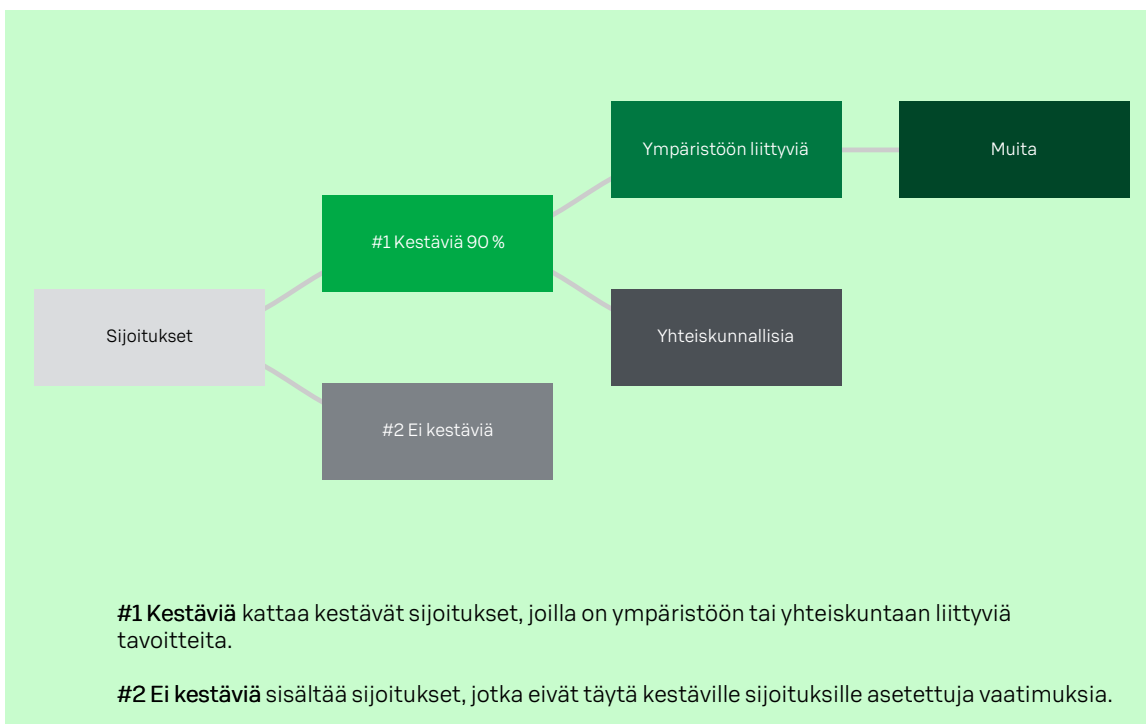 Ympäristöön liittyviä
Muita
#1 Kestäviä 90 %
Sijoitukset
Yhteiskunnallisia
#2 Ei kestäviä
#1 Kestäviä kattaa kestävät sijoitukset, joilla on ympäristöön tai yhteiskuntaan liittyviä
tavoitteita.
#2 Ei kestäviä sisältää sijoitukset, jotka eivät täytä kestäville sijoituksille asetettuja vaatimuksia.